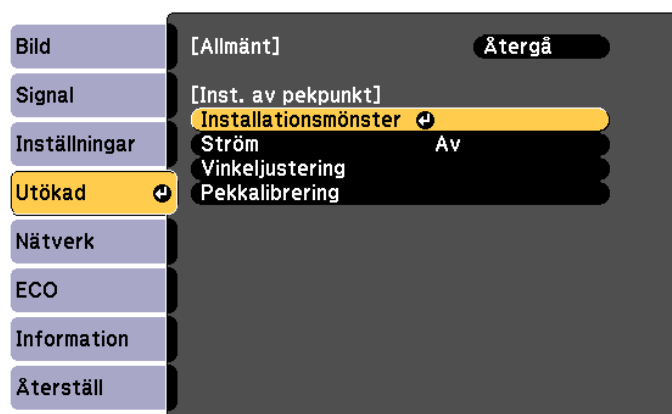 Bild
Signal
Inställningar
Utökad
Nätverk
ECO
Information
Återställ
[Allmänt] Återgå
[Inst. av pekpunkt]
Installationsmönster
Ström Av
Vinkeljustering
Pekkalibrering